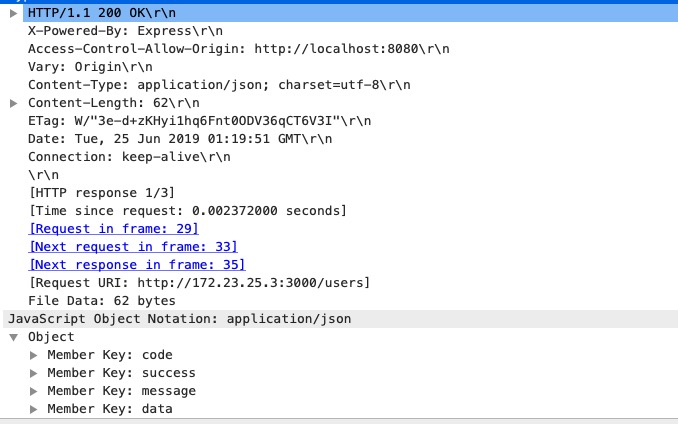 HTTP/1.1 200 OK\r\n
X-Powered-By: Express\r\n
Access-Control-Allow-Origin: http://localhost:8080\r\n
Vary: Origin\r\n
Content-Type: application/json; charset=utf-8\r\n
Content-Length: 62\r\n
ETag: W/"3e-d+zKHyi1hq6Fnt0ODV36qCT6V3I"\r\n
Date: Tue, 25 Jun 2019 01:19:51 GMT\r\n
Connection: keep-alive\r\n
\r\n
[HTTP response 1/3]
[Time since request: 0.002372000 seconds]
[Request in frame: 29]
[Next request in frame: 33]
[Next response in frame: 35]
[Request URI: http://172.23.25.3:3000/users]
File Data: 62 bytes
JavaScript Object Notation: application/json
Object
Member Key: code
Member Key: success
Member Key: message
Member Key: data